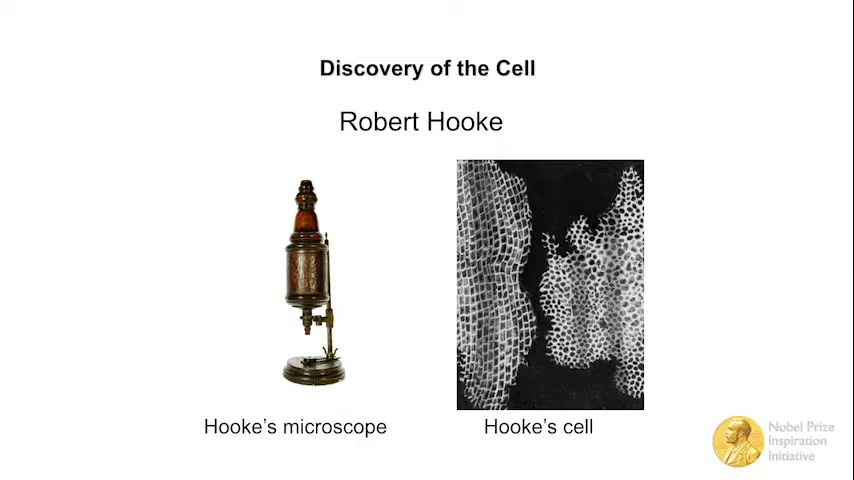 Discovery of the Cell
Robert Hooke
Hooke’s microscope
Hooke’s cell
Nobel Prize
Inspiration
Initiative